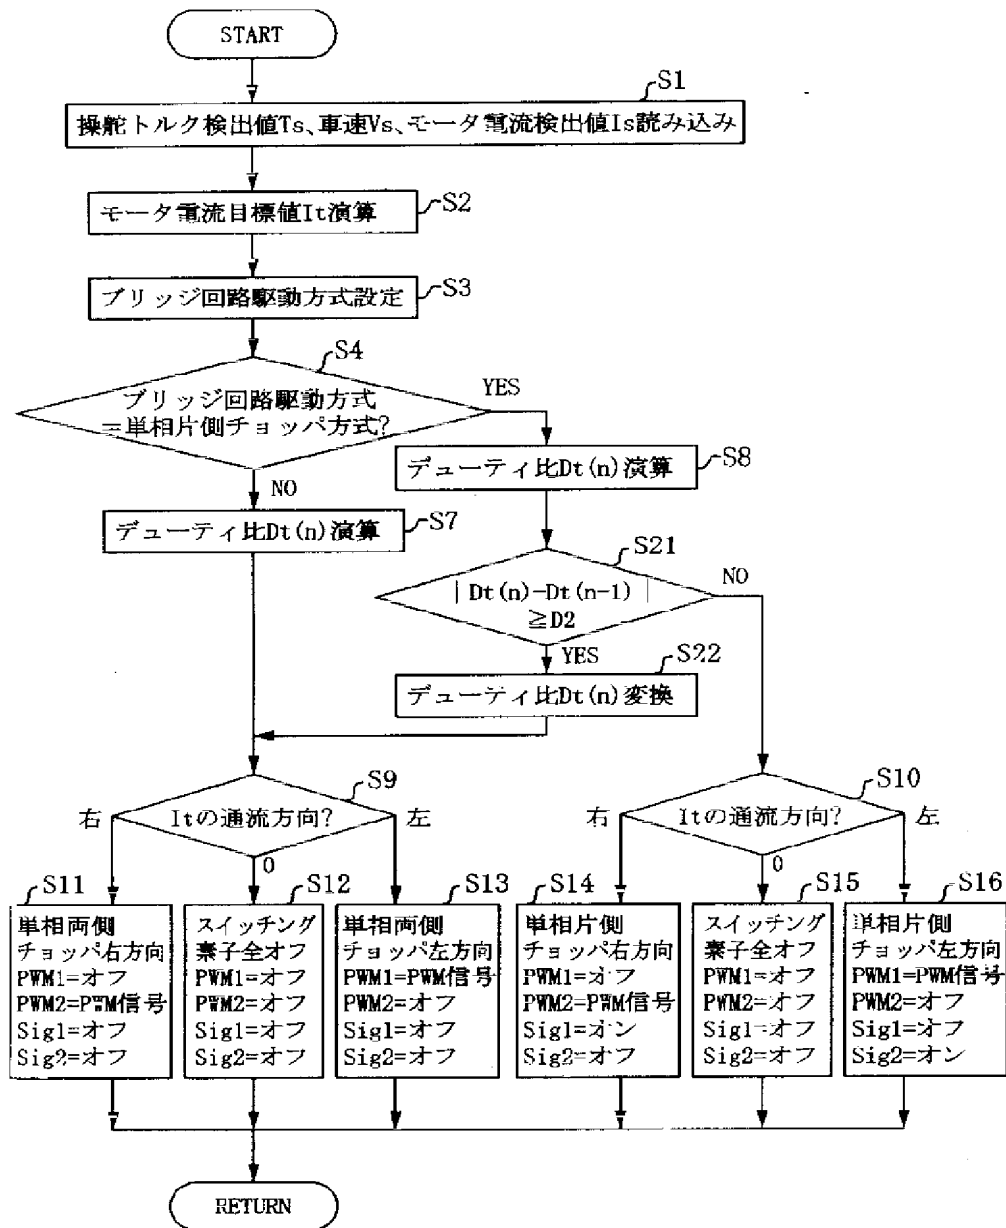 START
S1
操舵トルク検出値Ts、車速Vs、モータ電流検出値Is読み込み
S2
モータ電流目標値It演算
S3
ブリッジ回路駆動方式設定
S4
ブリッジ回路駆動方式
=単相片側チョッパ方式?
YES
NO
S8
デューティ比Dt(n)演算
S7
デューティ比Dt(n)演算
S21
|Dt(n)-Dt(n-1)|
≧D2
NO
YES
S22
デューティ比Dt(n)変換
S9
Itの通流方向?
右
左
0
S10
Itの通流方向?
右
左
0
S11
単相両側
チョッパ右方向
PWM1=オフ
PWM2=PWM信号
Sig1=オフ
Sig2=オフ
S12
スイッチング
素子全オフ
PWM1=オフ
PWM2=オフ
Sig1=オフ
Sig2=オフ
S13
単相両側
チョッパ左方向
PWM1=PWM信号
PWM2=オフ
Sig1=オフ
Sig2=オフ
S14
単相片側
チョッパ右方向
PWM1=オフ
PWM2=PWM信号
Sig1=オン
Sig2=オフ
S15
スイッチング
素子全オフ
PWM1=オフ
PWM2=オフ
Sig1=オフ
Sig2=オフ
S16
単相片側
チョッパ左方向
PWM1=PWM信号
PWM2=オフ
Sig1=オフ
Sig2=オン
RETURN